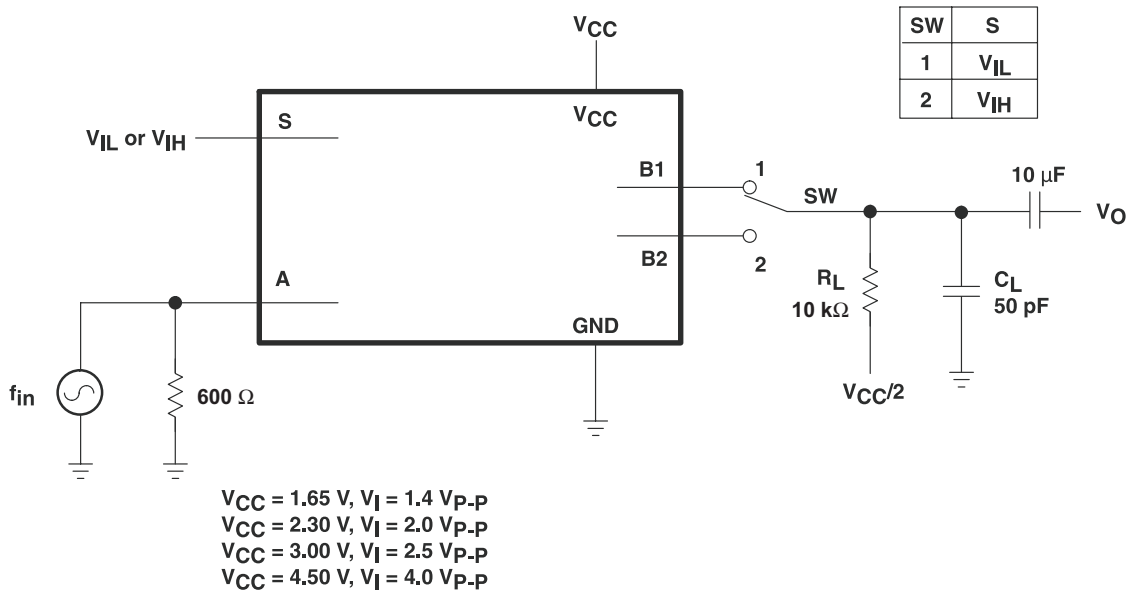 VCC
SW S
1 VIL
2 VIH
S
VCC
VIL or VIH
B1
1
SW
10 µF
VO
B2
2
A
RL
10 kΩ
CL
50 pF
GND
fin
600 Ω
VCC/2
VCC = 1.65 V, VI = 1.4 VP-P
VCC = 2.30 V, VI = 2.0 VP-P
VCC = 3.00 V, VI = 2.5 VP-P
VCC = 4.50 V, VI = 4.0 VP-P